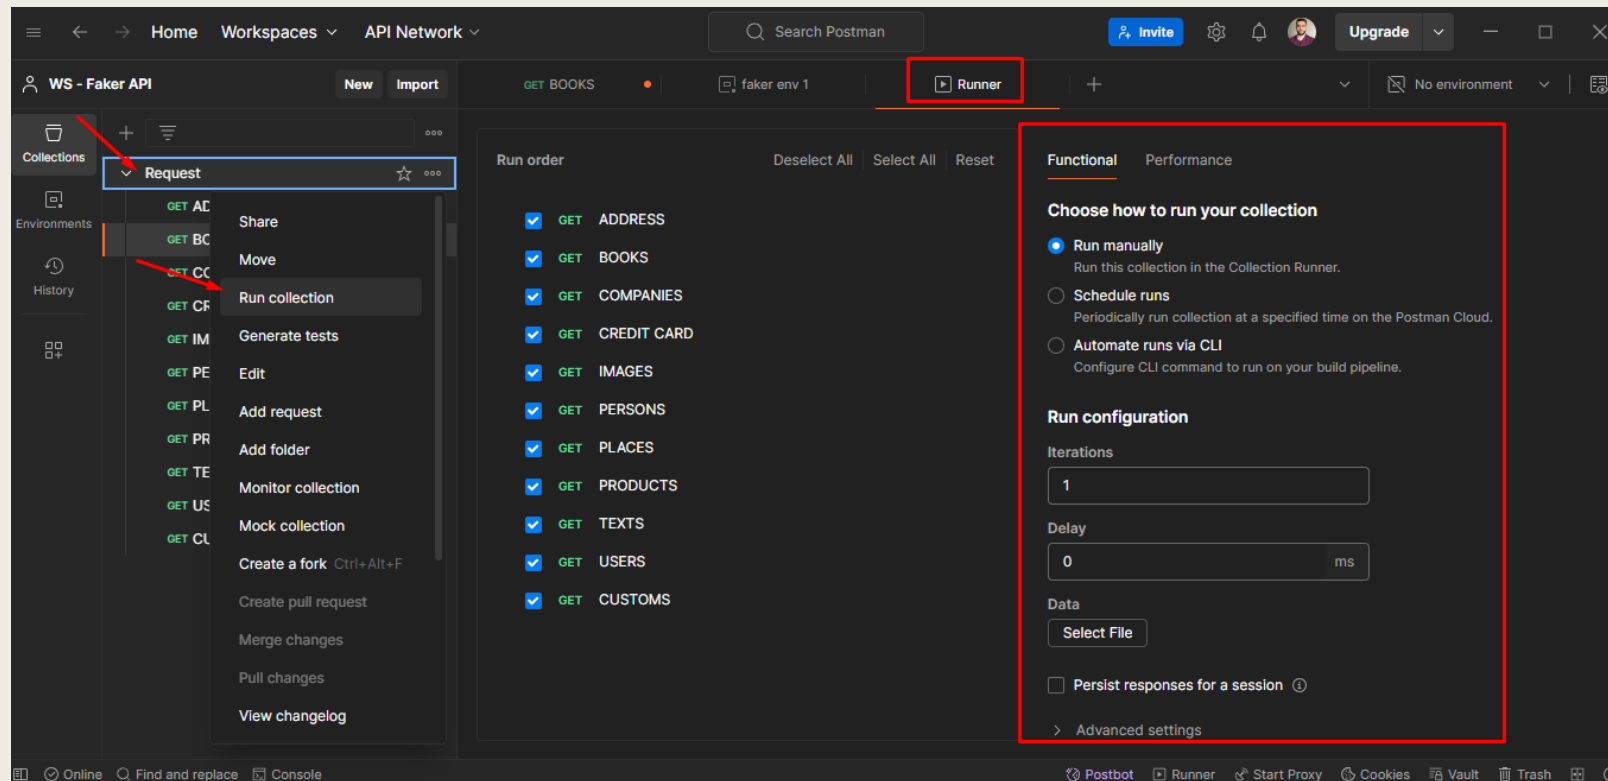 Home Workspaces API Network Search Postman Invite Upgrade
WS - Faker API New Import GET BOOKS faker env 1 Runner No environment
Collections
Environments
History
Request
GET AD
GET BO
GET CO
GET CR
GET IM
GET PE
GET PL
GET PR
GET TE
GET US
GET CU
Share
Move
Run collection
Generate tests
Edit
Add request
Add folder
Monitor collection
Mock collection
Create a fork Ctrl+Alt+F
Create pull request
Merge changes
Pull changes
View changelog
Run order Deselect All Select All Reset
GET ADDRESS
GET BOOKS
GET COMPANIES
GET CREDIT CARD
GET IMAGES
GET PERSONS
GET PLACES
GET PRODUCTS
GET TEXTS
GET USERS
GET CUSTOMS
Functional Performance
Choose how to run your collection
Run manually
Run this collection in the Collection Runner.
Schedule runs
Periodically run collection at a specified time on the Postman Cloud.
Automate runs via CLI
Configure CLI command to run on your build pipeline.
Run configuration
Iterations
1
Delay
0 ms
Data
Select File
Persist responses for a session
Advanced settings
Online Find and replace Console Postbot Runner Start Proxy Cookies Vault Trash